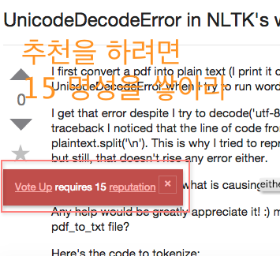 UnicodeDecodeError in NLTK's w
추천을 하려면
I first convert a pdf into plain text (I print it o
15 명성을 쌓아라
UnicodeDecodeError when I try to run word
0
I get that error despite I try to decode('utf-8
traceback I noticed that the line of code from
plaintext.split('\n'). This is why I tried to repr
but still, that doesn't rise any error either.
Vote Up requires 15 reputation ×
what is causing either
Any help would be greatly appreciate it! :) m
pdf_to_txt file?
Here's the code to tokenize: